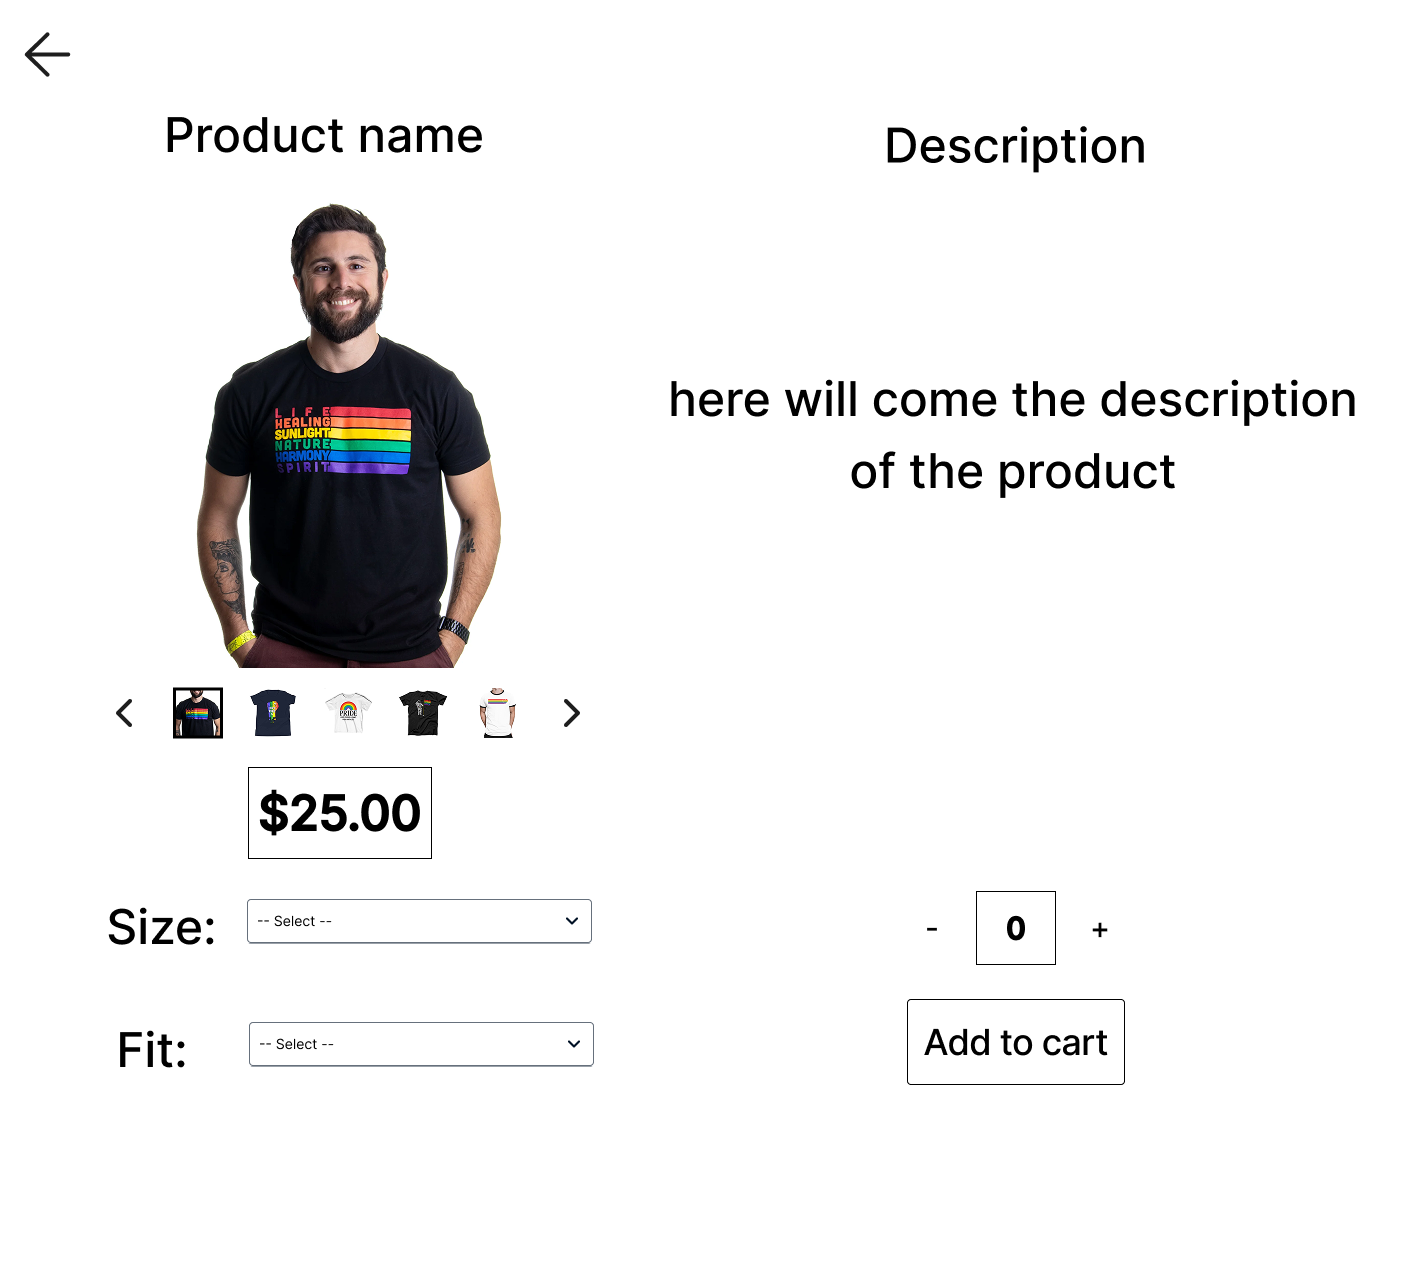 Product name
Description
LIFE
HEALING
SUNLIGHT
NATURE
HARMONY
SPIRIT
here will come the description
of the product
PRIDE
$25.00
Size:
-- Select --
- 0 +
Fit:
-- Select --
Add to cart